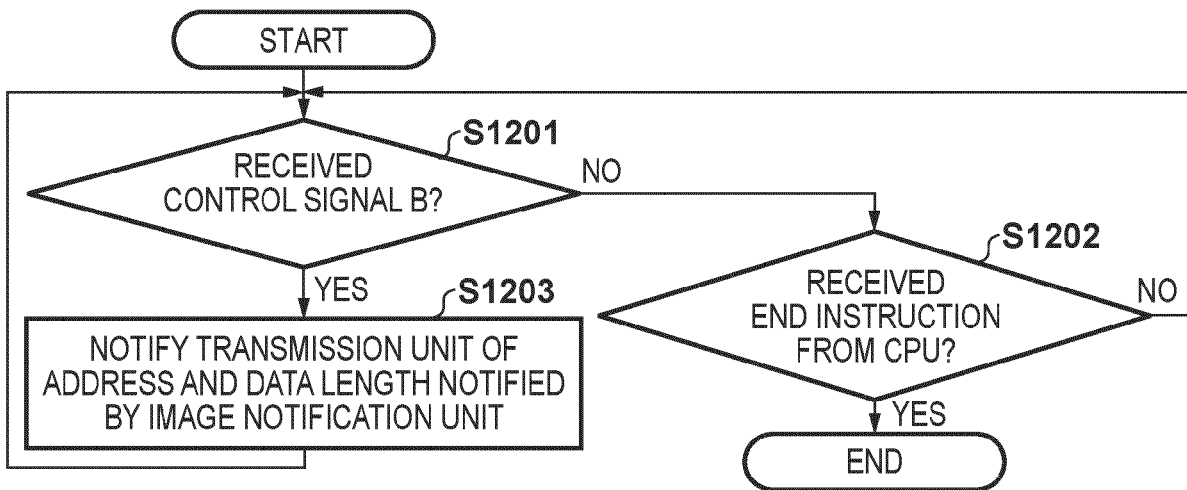 START
S1201
RECEIVED
CONTROL SIGNAL B?
NO
YES
S1202
RECEIVED
END INSTRUCTION
FROM CPU?
NO
YES
S1203
NOTIFY TRANSMISSION UNIT OF
ADDRESS AND DATA LENGTH NOTIFIED
BY IMAGE NOTIFICATION UNIT
END